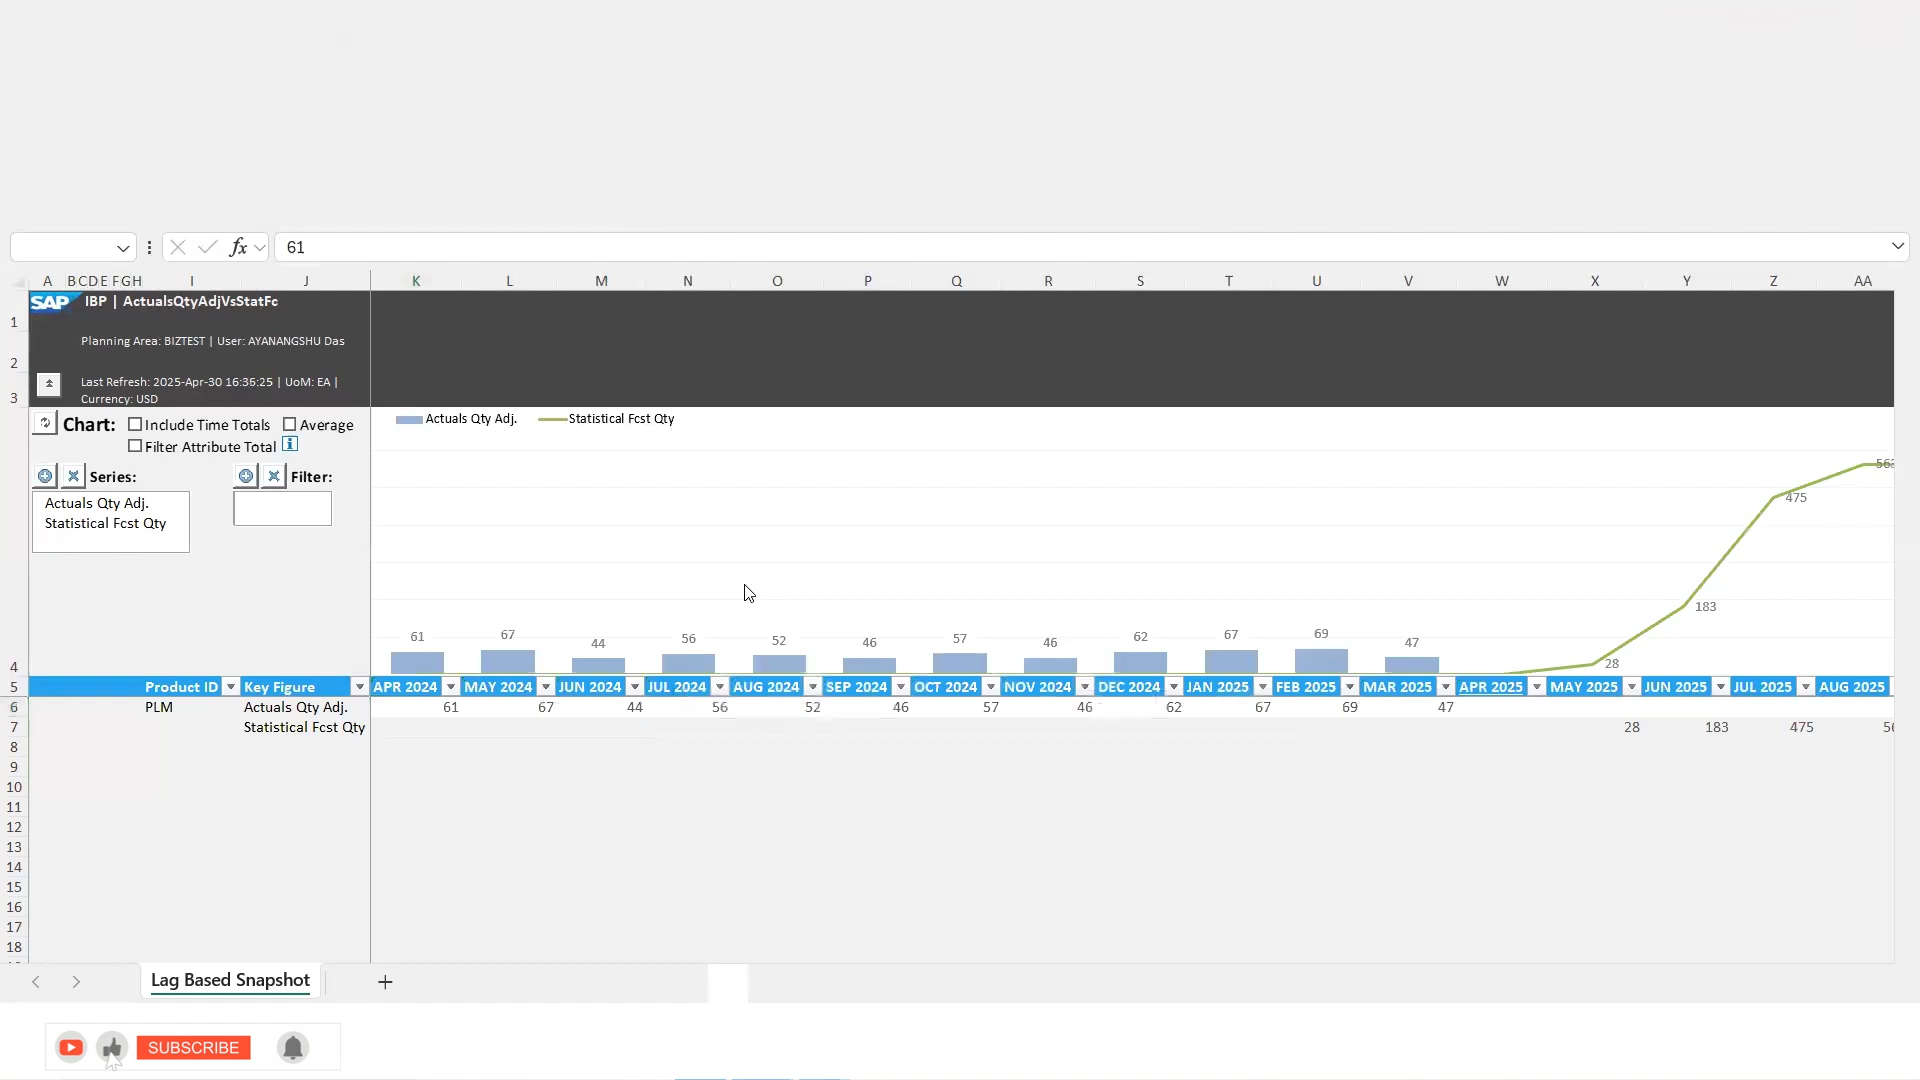 fx 61
A B C D E F G H I J K L M N O P Q R S T U V W X Y Z AA
1 SAP IBP | ActualsQtyAdjVsStatFc
2 Planning Area: BIZTEST | User: AYANANGSHU Das
Last Refresh: 2025-Apr-30 16:36:25 | UoM: EA |
3 Currency: USD
Chart: Include Time Totals Average
Filter Attribute Total
Series: Filter:
Actuals Qty Adj.
Statistical Fcst Qty
Actuals Qty Adj. Statistical Fcst Qty
475
183
61 67 44 56 52 46 57 46 62 67 69 47 28
4
5 Product ID Key Figure APR 2024 MAY 2024 JUN 2024 JUL 2024 AUG 2024 SEP 2024 OCT 2024 NOV 2024 DEC 2024 JAN 2025 FEB 2025 MAR 2025 APR 2025 MAY 2025 JUN 2025 JUL 2025 AUG 2025
6 PLM Actuals Qty Adj. 61 67 44 56 52 46 57 46 62 67 69 47
7 Statistical Fcst Qty 28 183 475
8
9
10
11
12
13
14
15
16
17
18
Lag Based Snapshot
SUBSCRIBE